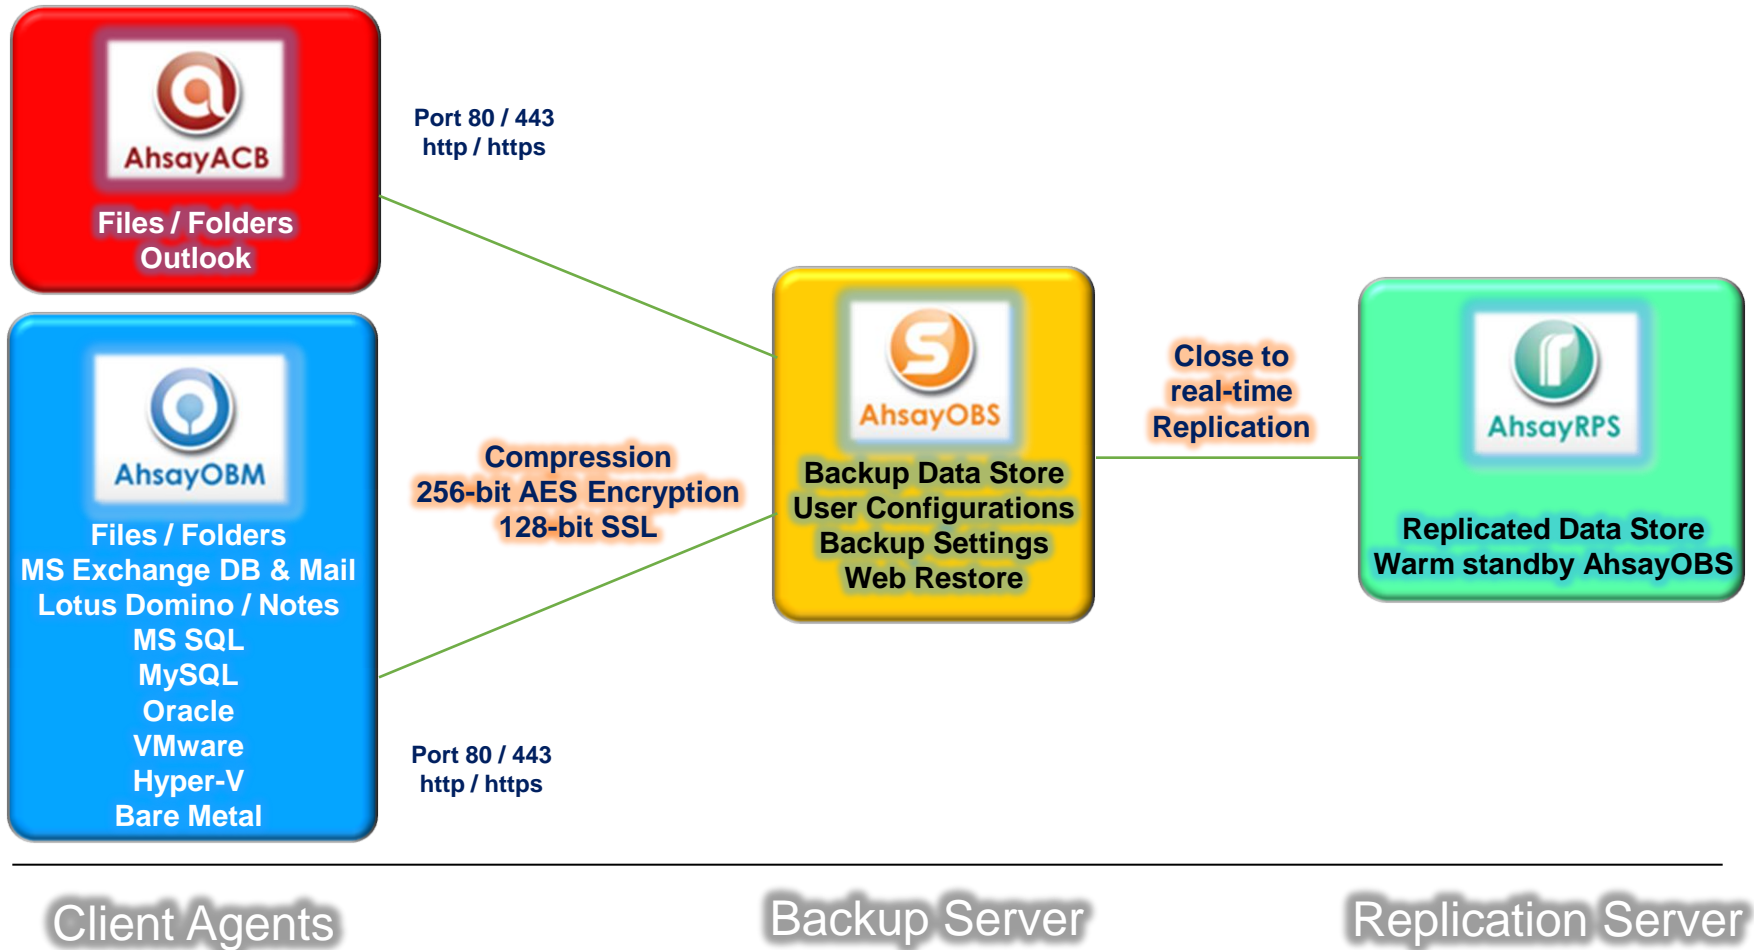 AhsayACB
Files / Folders
Outlook
Port 80 / 443
http / https
AhsayOBM
Files / Folders
MS Exchange DB & Mail
Lotus Domino / Notes
MS SQL
MySQL
Oracle
VMware
Hyper-V
Bare Metal
Compression
256-bit AES Encryption
128-bit SSL
Port 80 / 443
http / https
AhsayOBS
Backup Data Store
User Configurations
Backup Settings
Web Restore
Close to
real-time
Replication
AhsayRPS
Replicated Data Store
Warm standby AhsayOBS
Client Agents
Backup Server
Replication Server